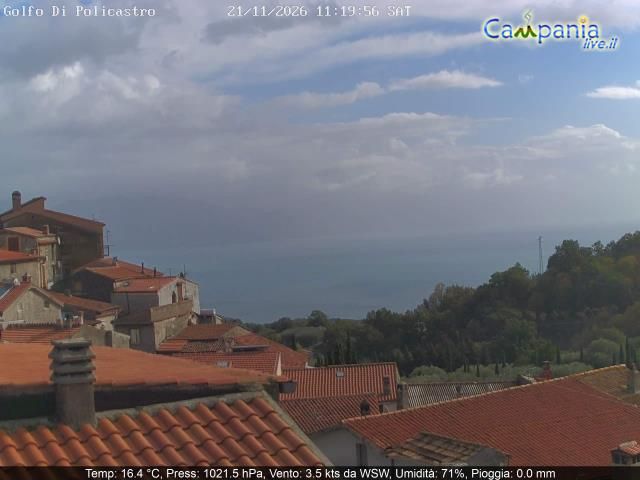 Golfo Di Policastro
21/11/2026 11:19:56 SAT
Campania
live.it
Temp: 16.4 °C, Press: 1021.5 hPa, Vento: 3.5 kts da WSW, Umidità: 71%, Pioggia: 0.0 mm